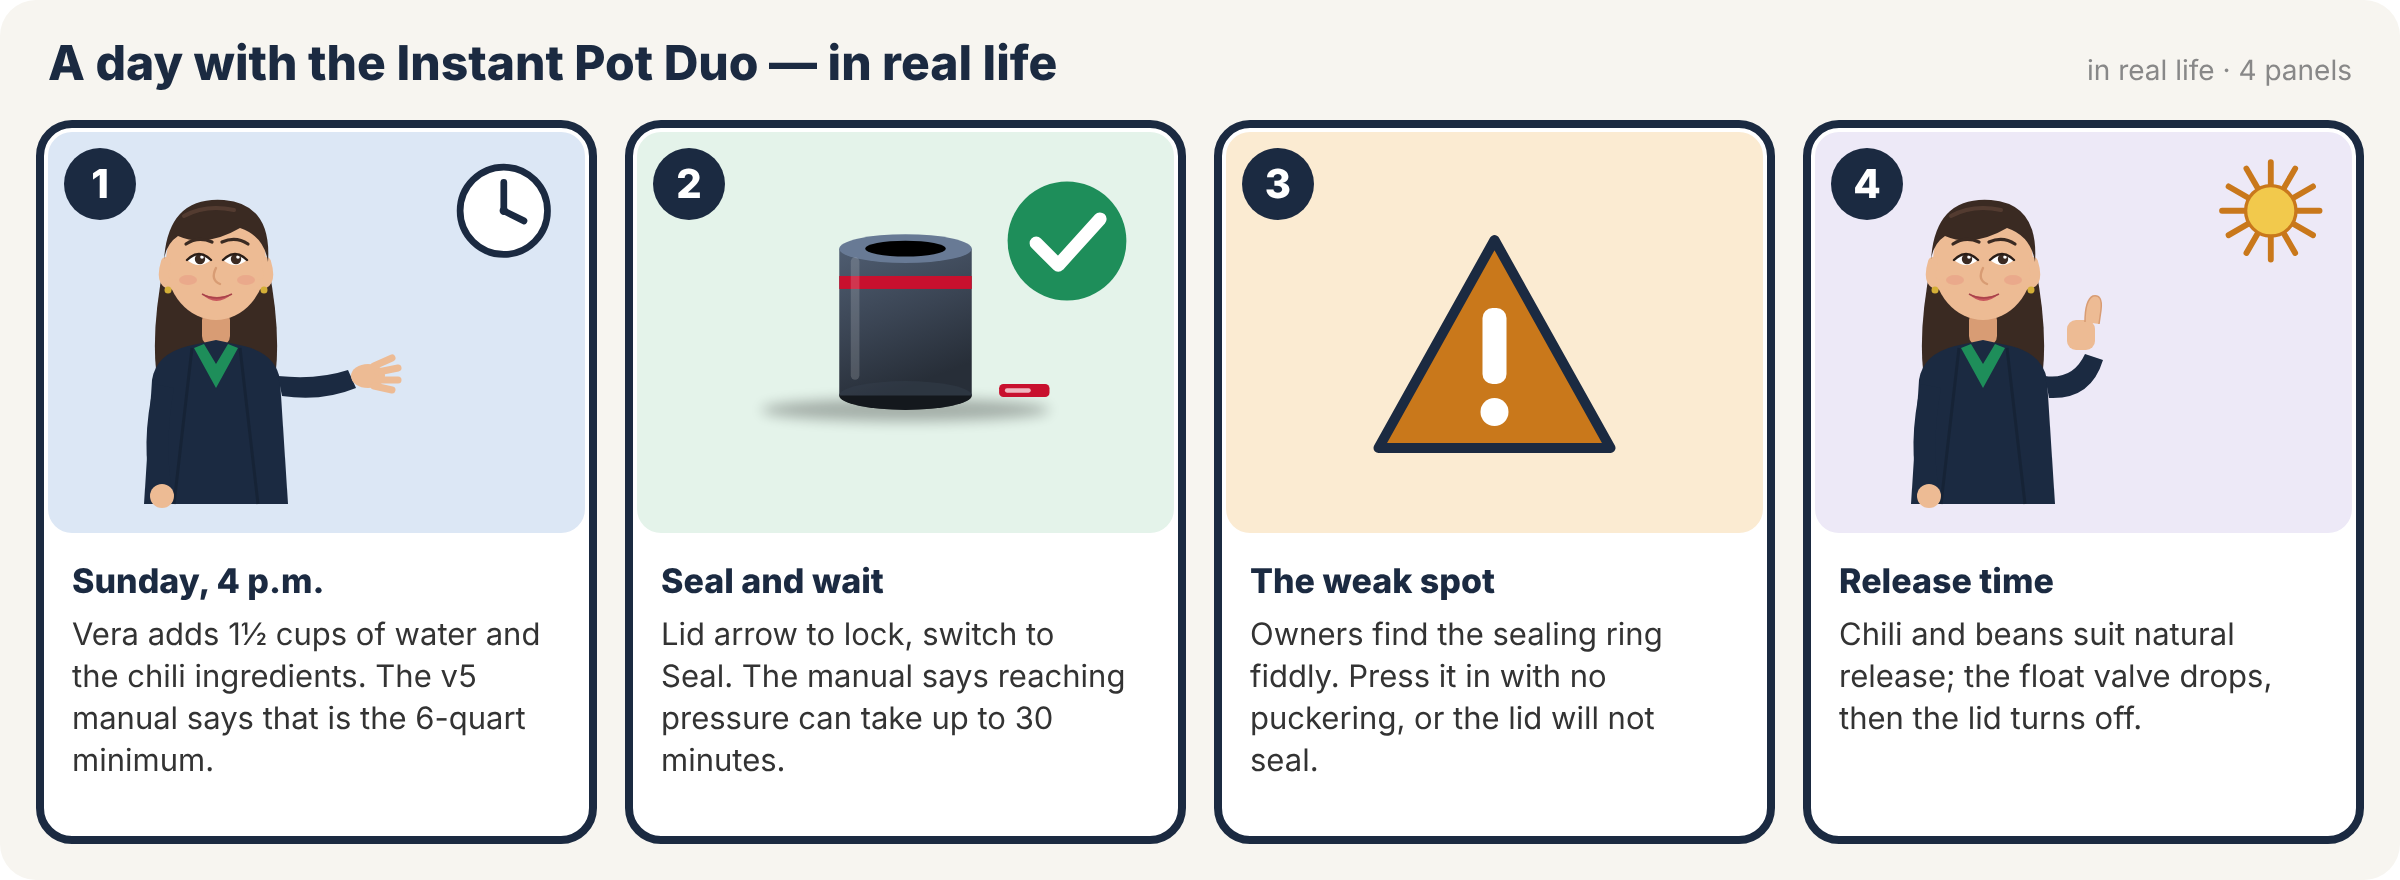 A day with the Instant Pot Duo — in real life
in real life · 4 panels
1
Sunday, 4 p.m.
Vera adds 1½ cups of water and
the chili ingredients. The v5
manual says that is the 6-quart
minimum.
2
Seal and wait
Lid arrow to lock, switch to
Seal. The manual says reaching
pressure can take up to 30
minutes.
3
The weak spot
Owners find the sealing ring
fiddly. Press it in with no
puckering, or the lid will not
seal.
4
Release time
Chili and beans suit natural
release; the float valve drops,
then the lid turns off.